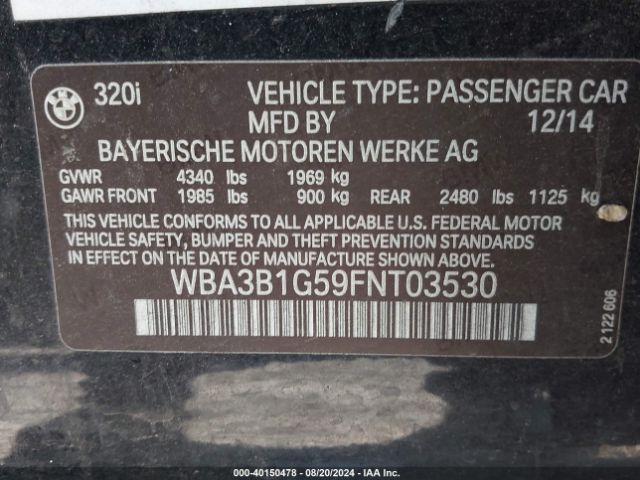 320i VEHICLE TYPE: PASSENGER CAR
MFD BY 12/14
BAYERISCHE MOTOREN WERKE AG
GVWR 4340 lbs 1969 kg
GAWR FRONT 1985 lbs 900 kg REAR 2480 lbs 1125 kg
THIS VEHICLE CONFORMS TO ALL APPLICABLE U.S. FEDERAL MOTOR
VEHICLE SAFETY, BUMPER AND THEFT PREVENTION STANDARDS
IN EFFECT ON THE DATE OF MANUFACTURE SHOWN ABOVE.
WBA3B1G59FNT03530
2 122 606
000-40150478 - 08/20/2024 - IAA Inc.